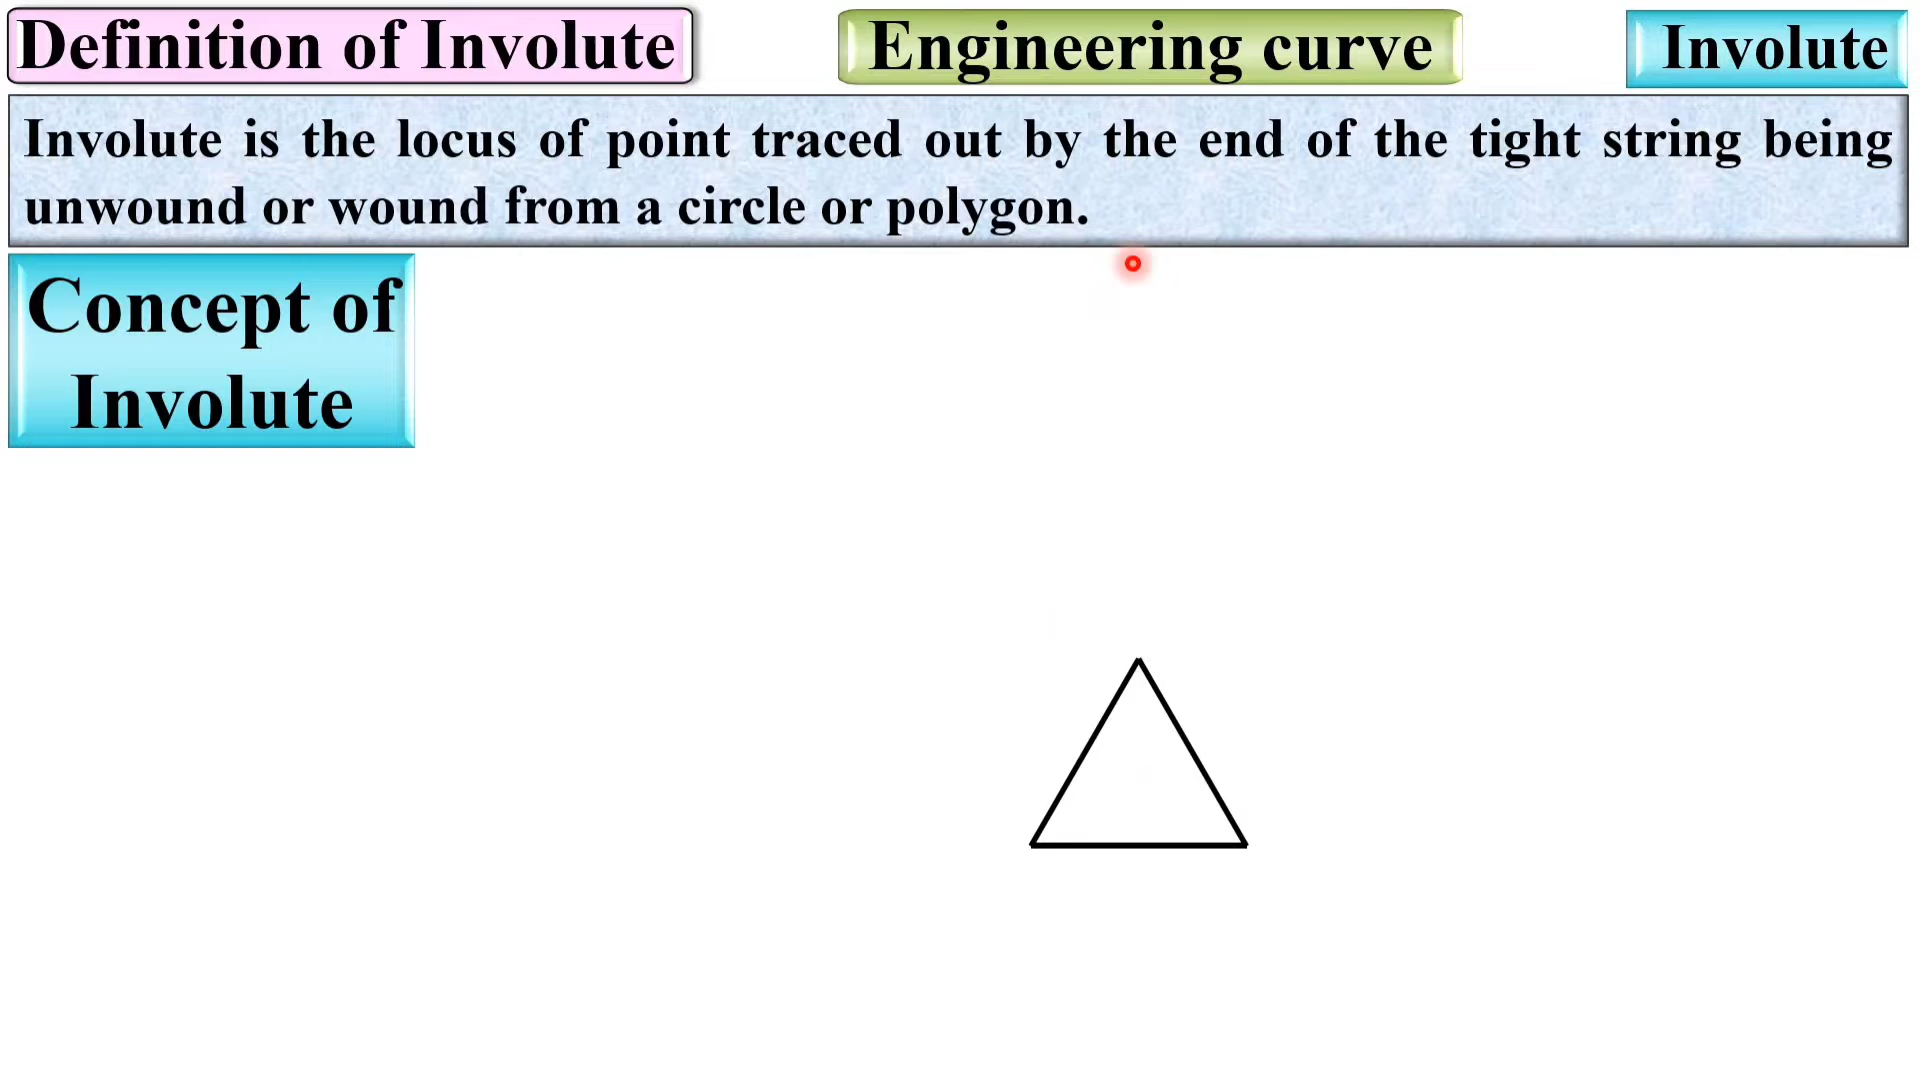 Definition of Involute
Engineering curve
Involute
Involute is the locus of point traced out by the end of the tight string being
unwound or wound from a circle or polygon.
Concept of
Involute